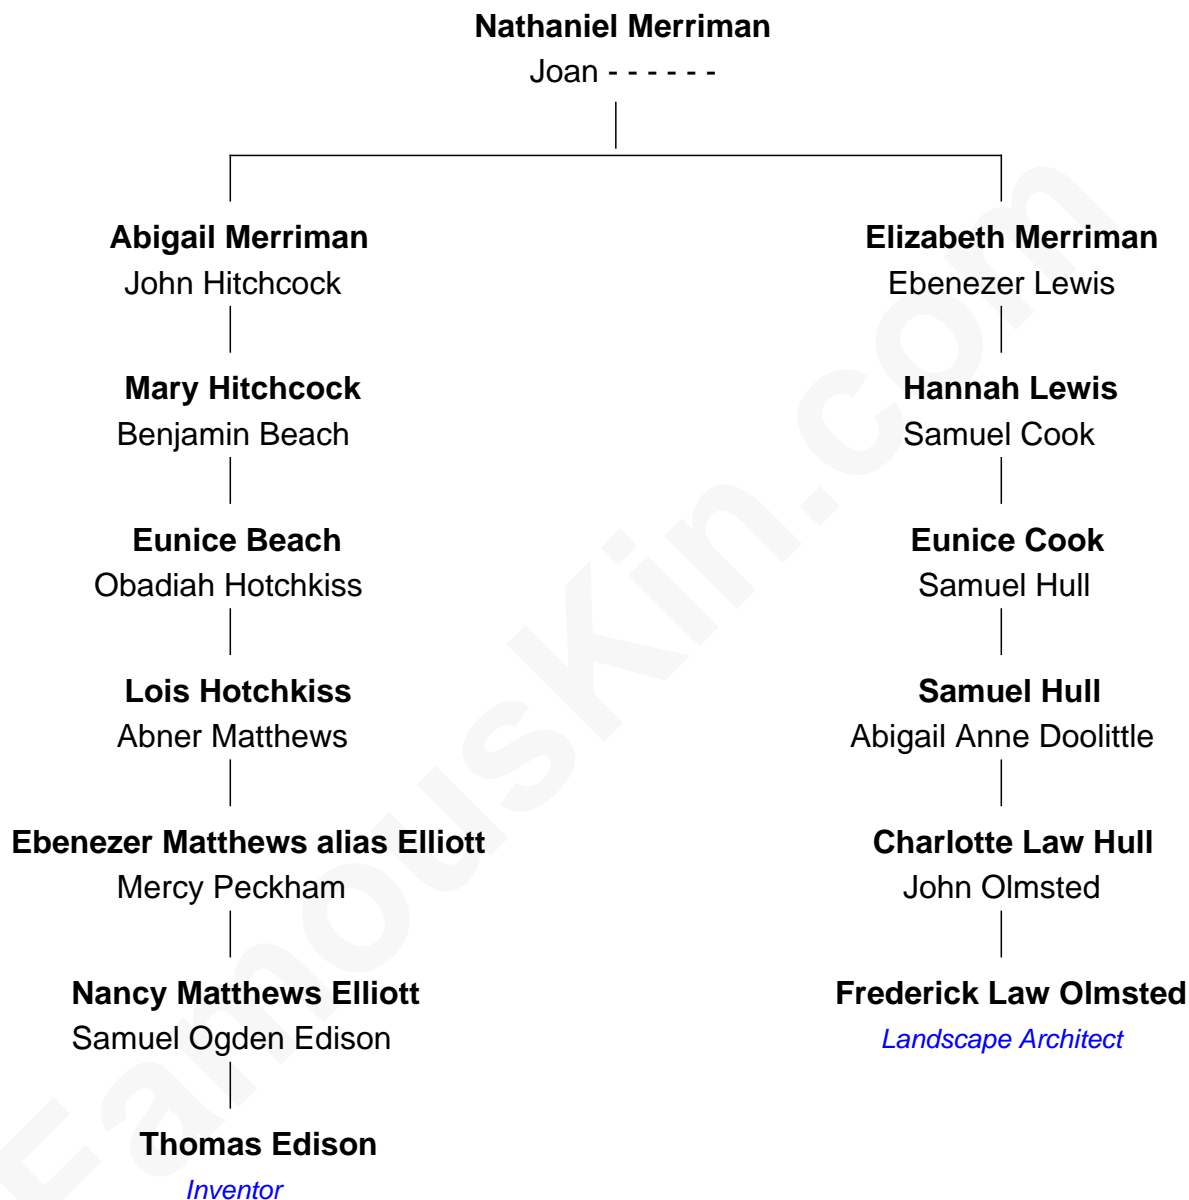 Nathaniel Merriman
Joan - - - - - -
Abigail Merriman
John Hitchcock
Elizabeth Merriman
Ebenezer Lewis
Mary Hitchcock
Benjamin Beach
Hannah Lewis
Samuel Cook
Eunice Beach
Obadiah Hotchkiss
Eunice Cook
Samuel Hull
Lois Hotchkiss
Abner Matthews
Samuel Hull
Abigail Anne Doolittle
Ebenezer Matthews alias Elliott
Mercy Peckham
Charlotte Law Hull
John Olmsted
Nancy Matthews Elliott
Samuel Ogden Edison
Frederick Law Olmsted
Landscape Architect
Thomas Edison
Inventor
FamousKin.com